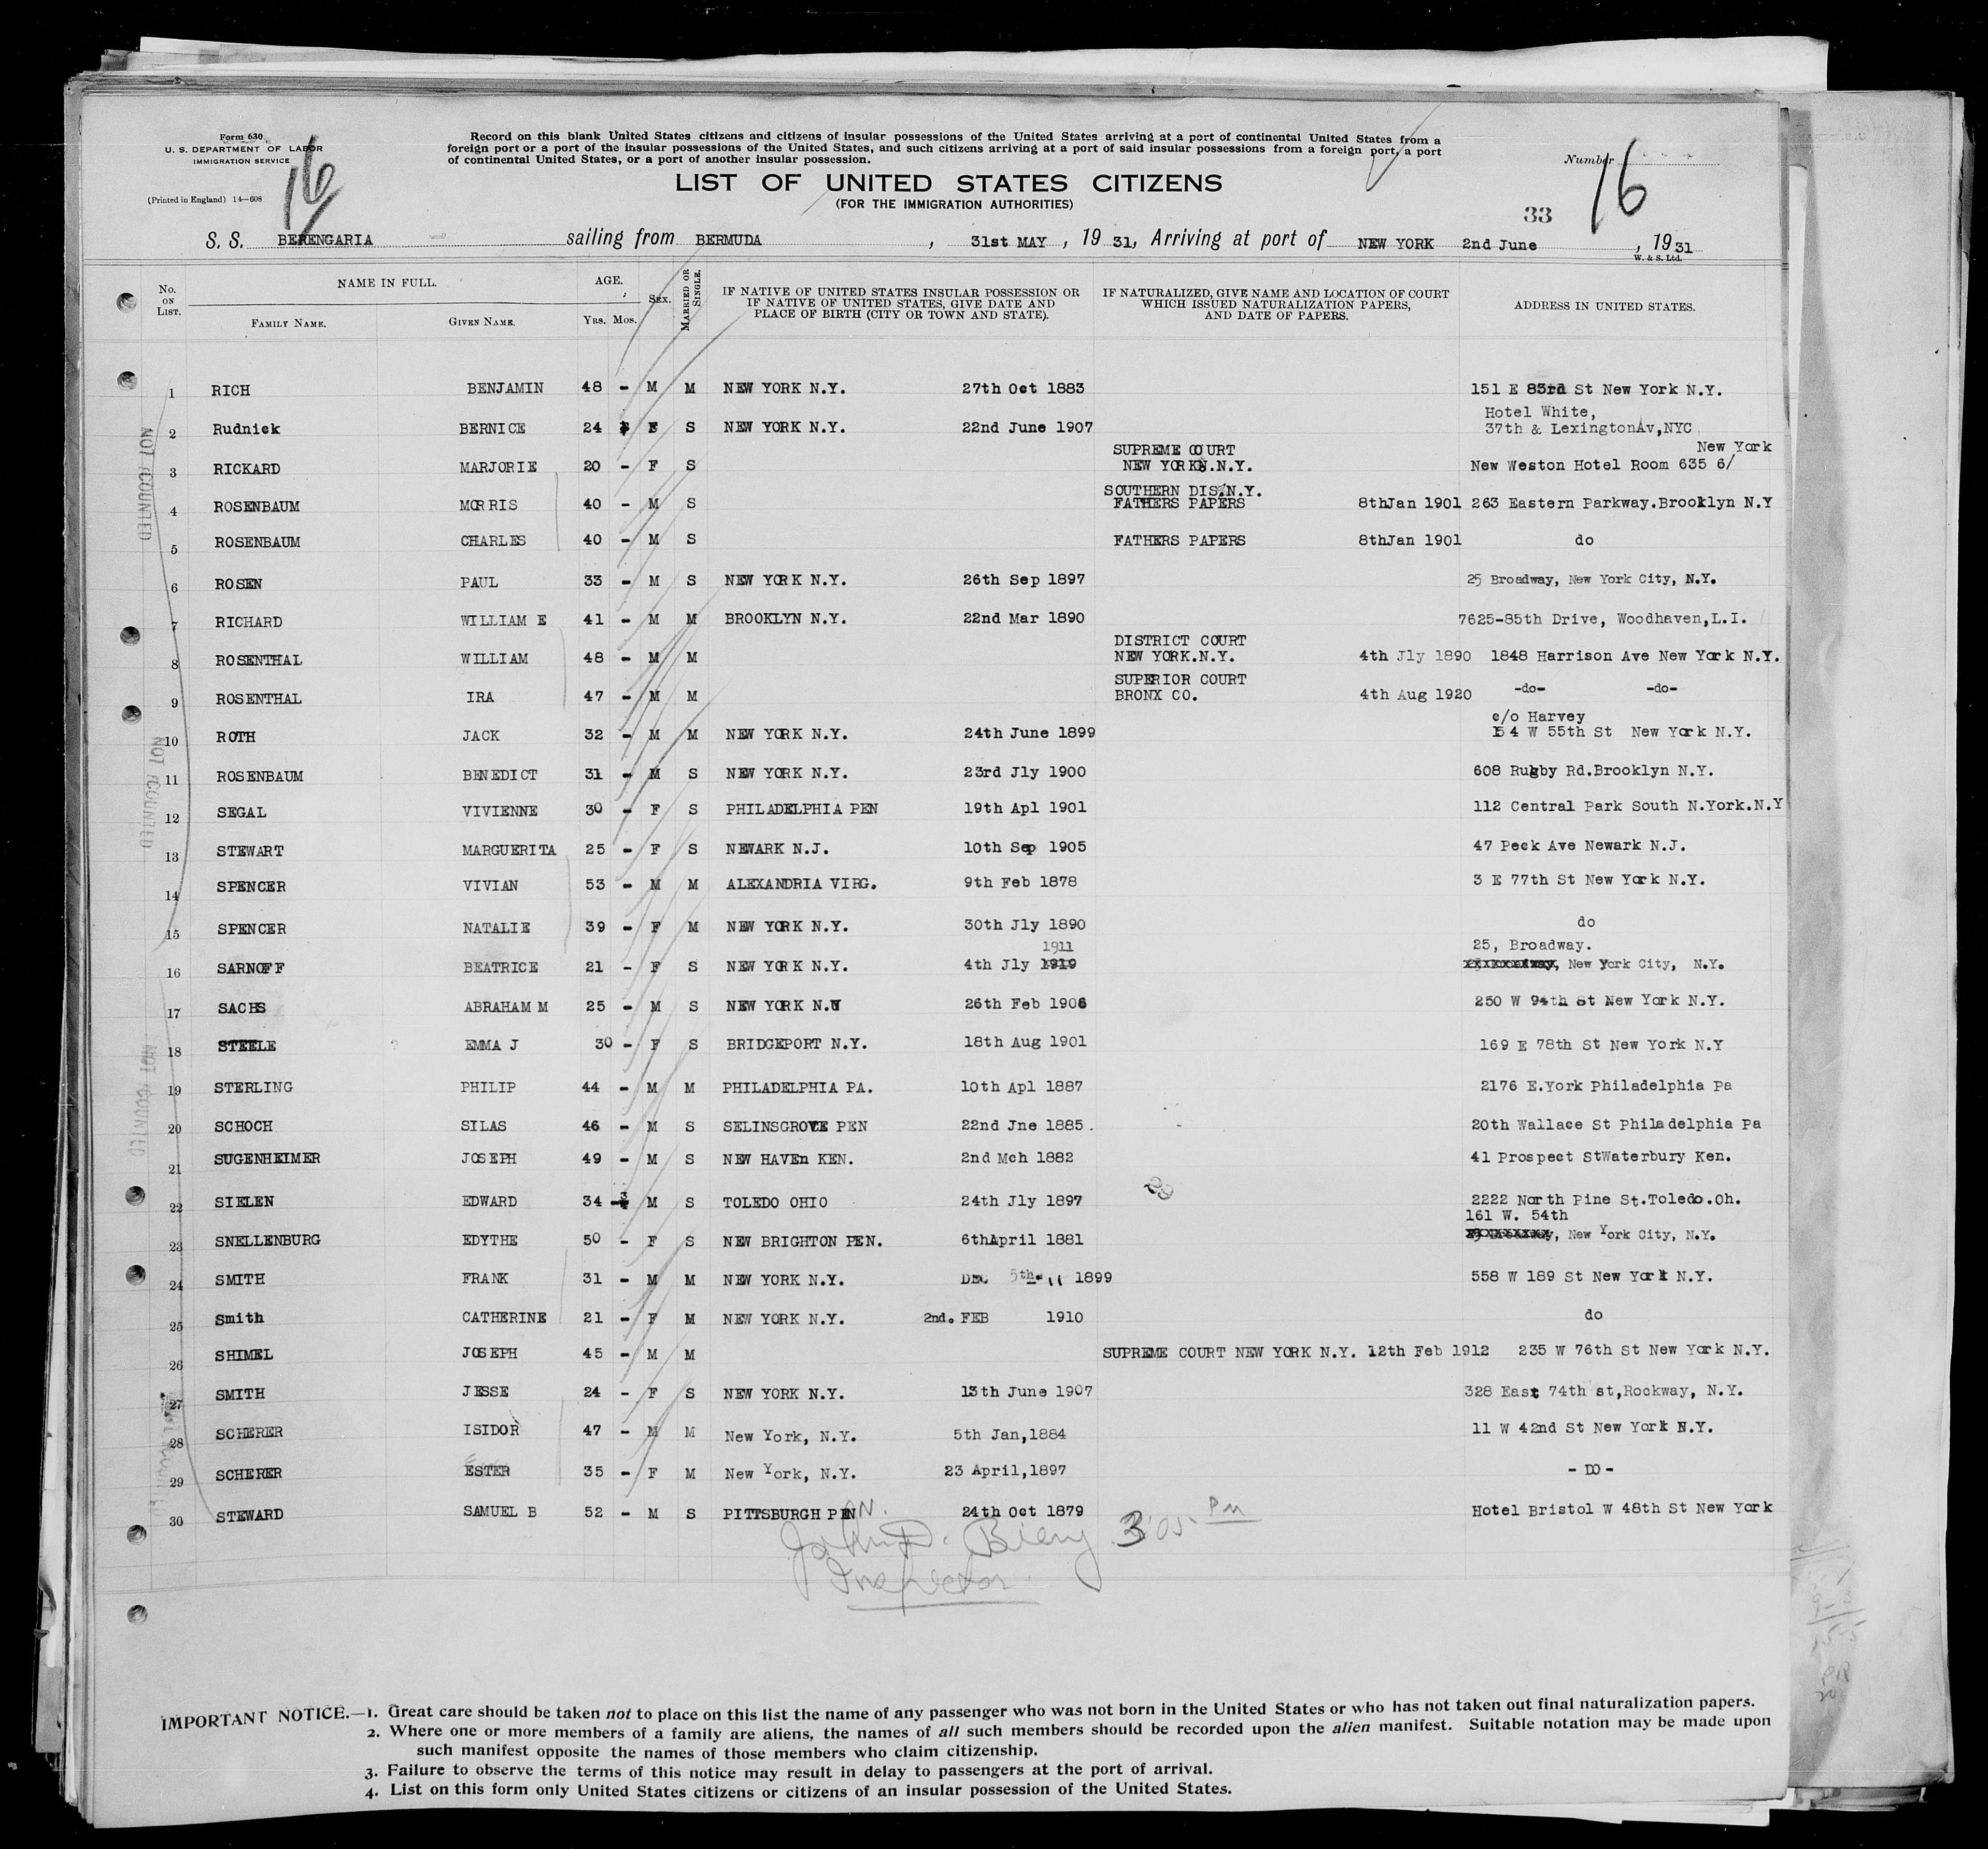 Form 630
U. S. DEPARTMENT OF LABOR
IMMIGRATION SERVICE
(Printed in England) 14—608
16
Record on this blank United States citizens and citizens of insular possessions of the United States arriving at a port of continental United States from a
foreign port or a port of the insular possessions of the United States, and such citizens arriving at a port of said insular possessions from a foreign port, a port
of continental United States, or a port of another insular possession.
Number
16
LIST OF UNITED STATES CITIZENS
(FOR THE IMMIGRATION AUTHORITIES)
33
S. S. BERENGARIA sailing from BERMUDA , 31st MAY , 19 31, Arriving at port of NEW YORK 2nd June , 19 31
W. & S. Ltd.
No. ON LIST. NAME IN FULL. FAMILY NAME. GIVEN NAME. AGE. Yrs. Mos. SEX. MARRIED OR SINGLE. IF NATIVE OF UNITED STATES INSULAR POSSESSION OR IF NATIVE OF UNITED STATES, GIVE DATE AND PLACE OF BIRTH (CITY OR TOWN AND STATE). IF NATURALIZED, GIVE NAME AND LOCATION OF COURT WHICH ISSUED NATURALIZATION PAPERS, AND DATE OF PAPERS. ADDRESS IN UNITED STATES.
1 RICH BENJAMIN 48 - M M NEW YORK N.Y. 27th Oct 1883 151 E 83rd St New York N.Y.
Hotel White,
2 Rudnick BERNICE 24 F S NEW YORK N.Y. 22nd June 1907 37th & LexingtonAv,NYC
SUPREME COURT New York
3 RICKARD MARJORIE 20 - F S NEW YORK.N.Y. New Weston Hotel Room 635 6/
SOUTHERN DIS.N.Y.
4 ROSENBAUM MORRIS 40 - M S FATHERS PAPERS 8thJan 1901 263 Eastern Parkway.Brooklyn N.Y
5 ROSENBAUM CHARLES 40 - M S FATHERS PAPERS 8thJan 1901 do
6 ROSEN PAUL 33 - M S NEW YORK N.Y. 26th Sep 1897 25 Broadway, New York City, N.Y.
7 RICHARD WILLIAM E 41 - M M BROOKLYN N.Y. 22nd Mar 1890 7625-85th Drive, Woodhaven,L.I.
DISTRICT COURT
8 ROSENTHAL WILLIAM 48 - M M NEW YORK.N.Y. 4th Jly 1890 1848 Harrison Ave New York N.Y.
SUPERIOR COURT
9 ROSENTHAL IRA 47 - M M BRONX CO. 4th Aug 1920 -do- -do-
c/o Harvey
10 ROTH JACK 32 - M M NEW YORK N.Y. 24th June 1899 154 W 55th St New York N.Y.
11 ROSENBAUM BENEDICT 31 - M S NEW YORK N.Y. 23rd Jly 1900 608 Rugby Rd.Brooklyn N.Y.
12 SEGAL VIVIENNE 30 - F S PHILADELPHIA PEN 19th Apl 1901 112 Central Park South N.York.N.Y
13 STEWART MARGUERITA 25 - F S NEWARK N.J. 10th Sep 1905 47 Peck Ave Newark N.J.
14 SPENCER VIVIAN 53 - M M ALEXANDRIA VIRG. 9th Feb 1878 3 E 77th St New York N.Y.
15 SPENCER NATALIE 39 - F M NEW YORK N.Y. 30th Jly 1890 do
1911 25, Broadway.
16 SARNOFF BEATRICE 21 - F S NEW YORK N.Y. 4th Jly 1910 , New York City, N.Y.
17 SACHS ABRAHAM M 25 - M S NEW YORK N.Y 26th Feb 1906 250 W 94th St New York N.Y.
18 STEELE ? EMMA J 30 - F S BRIDGEPORT N.Y. 18th Aug 1901 169 E 78th St New York N.Y
19 STERLING PHILIP 44 - M M PHILADELPHIA PA. 10th Apl 1887 2176 E.York Philadelphia Pa
20 SCHOCH SILAS 46 - M S SELINSGROVE PEN 22nd Jne 1885. 20th Wallace St Philadelphia Pa
21 SUGENHEIMER JOSEPH 49 - M S NEW HAVEn KEN. 2nd Mch 1882 41 Prospect StWaterbury Ken.
22 SIELEN EDWARD 34 3 M S TOLEDO OHIO 24th Jly 1897 2222 North Pine St.Toledo.Oh.
161 W. 54th
23 SNELLENBURG EDYTHE 50 - F S NEW BRIGHTON PEN. 6thApril 1881 , New York City, N.Y.
24 SMITH FRANK 31 - M M NEW YORK N.Y. DEC 5th. 11 1899 558 W 189 St New York N.Y.
25 Smith CATHERINE 21 - F M NEW YORK N.Y. 2nd. FEB 1910 do
26 SHIMEL JOSEPH 45 - M M SUPREME COURT NEW YORK N.Y. 12th Feb 1912 235 W 76th St New York N.Y.
27 SMITH JESSE 24 - F S NEW YORK N.Y. 13th June 1907 328 East 74th st,Rockway, N.Y.
28 SCHERER ISIDOR 47 - M M New York, N.Y. 5th Jan,1884 11 W 42nd St New York N.Y.
29 SCHERER ESTER 35 - F M New York, N.Y. 23 April,1897 - DO -
30 STEWARD SAMUEL B 52 - M S PITTSBURGH PENN. 24th Oct 1879 Hotel Bristol W 48th St New York
John D. Bieny 3 05 PM
Inspector
NOT COUNTED
NOT COUNTED
NOT COUNTED
NOT COUNTED
IMPORTANT NOTICE.—1. Great care should be taken not to place on this list the name of any passenger who was not born in the United States or who has not taken out final naturalization papers.
2. Where one or more members of a family are aliens, the names of all such members should be recorded upon the alien manifest. Suitable notation may be made upon
such manifest opposite the names of those members who claim citizenship.
3. Failure to observe the terms of this notice may result in delay to passengers at the port of arrival.
4. List on this form only United States citizens or citizens of an insular possession of the United States.